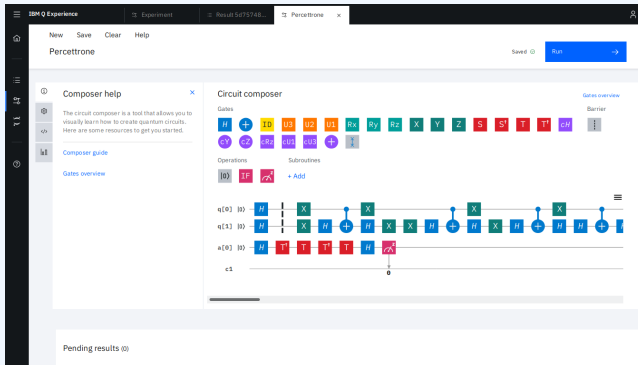 IBM Q Experience
Experiment
Result 5d75748...
Percettrone
x
New Save Clear Help
Percettrone
Saved
Run
Composer help
The circuit composer is a tool that allows you to
visually learn how to create quantum circuits.
Here are some resources to get you started.
Composer guide
Gates overview
Circuit composer
Gates overview
Gates
Barrier
H ID U3 U2 U1 Rx Ry Rz X Y Z S S† T T† cH
cY cZ cRz cU1 cU3
Operations Subroutines
|0⟩ IF z + Add
q[0] |0⟩ H X X X X
q[1] |0⟩ H X H H X X H H X H H H H
a[0] |0⟩ H T† T T† T H z
c1
0
Pending results (0)